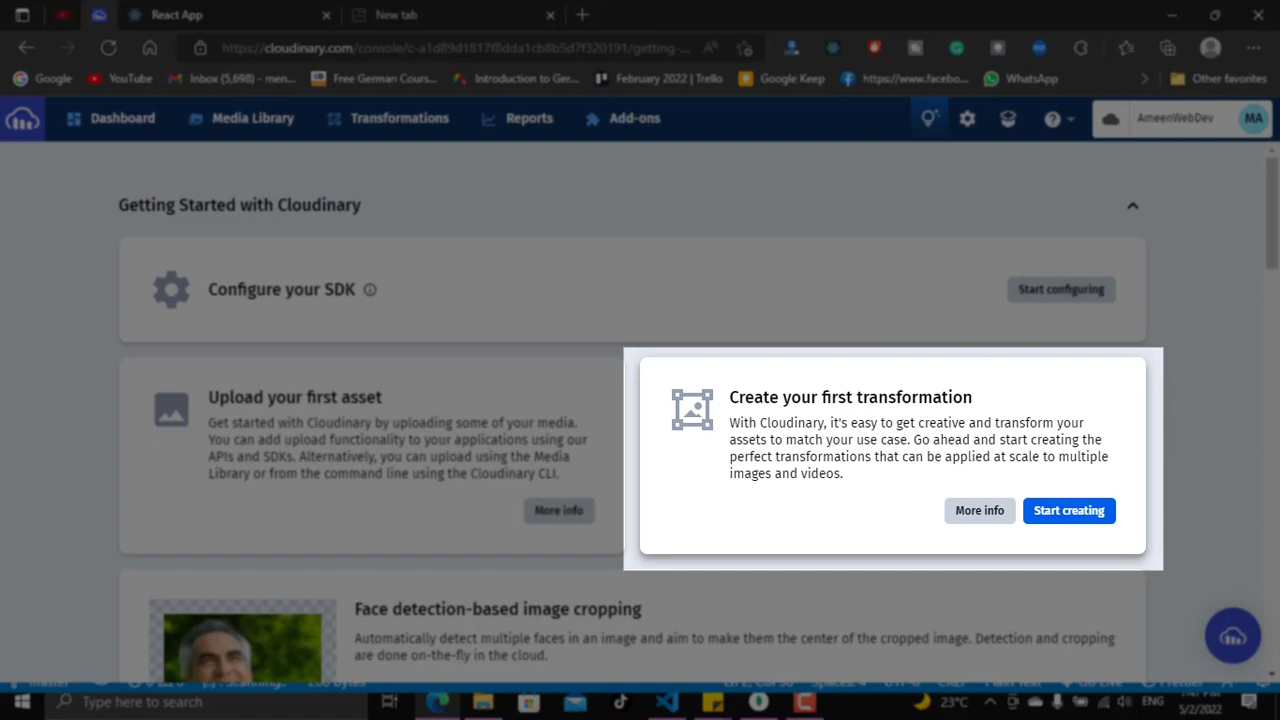 React App
New tab
https://cloudinary.com/console/c-a1d89d1817f8dda1cb8b5d7f320191/getting-...
Google
YouTube
Inbox (5,698) - men...
Free German Cours...
Introduction to Ger...
February 2022 | Trello
Google Keep
https://www.facebo...
WhatsApp
Other favorites
Dashboard
Media Library
Transformations
Reports
Add-ons
AmeenWebDev
MA
Getting Started with Cloudinary
Configure your SDK
Start configuring
Upload your first asset
Get started with Cloudinary by uploading some of your media.
You can add upload functionality to your applications using our
APIs and SDKs. Alternatively, you can upload using the Media
Library or from the command line using the Cloudinary CLI.
More info
Create your first transformation
With Cloudinary, it's easy to get creative and transform your
assets to match your use case. Go ahead and start creating the
perfect transformations that can be applied at scale to multiple
images and videos.
More info
Start creating
Face detection-based image cropping
Automatically detect multiple faces in an image and aim to make them the center of the cropped image. Detection and cropping
are done on-the-fly in the cloud.
Type here to search
23°C
ENG
5/2/2022